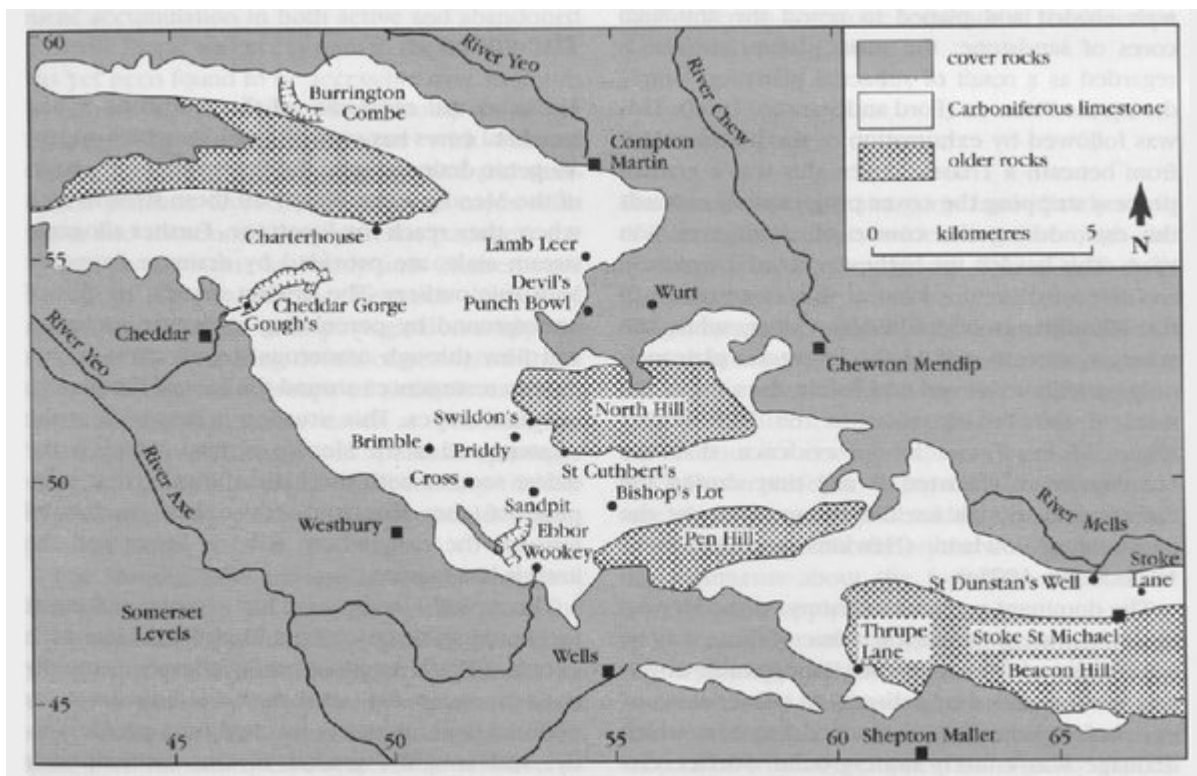 60
River Yeo
River Chew
cover rocks
Burrington
Combe
Compton
Martin
Carboniferous limestone
older rocks
0 kilometres 5
N
Charterhouse
Lamb Leer
55
Devil's
Punch Bowl
Wurt
Cheddar Gorge
Gough's
Cheddar
River Yeo
Chewton Mendip
North Hill
Swildon's
Brimble
Priddy
St Cuthbert's
Cross
50
Bishop's Lot
Sandpit
River Axe
Westbury
Ebbor
Wookey
Pen Hill
River Mells
Stoke
Lane
St Dunstan's Well
Somerset
Levels
Thrupe
Lane
Stoke St Michael
Beacon Hill
Wells
45
Shepton Mallet
45
50
55
60
65